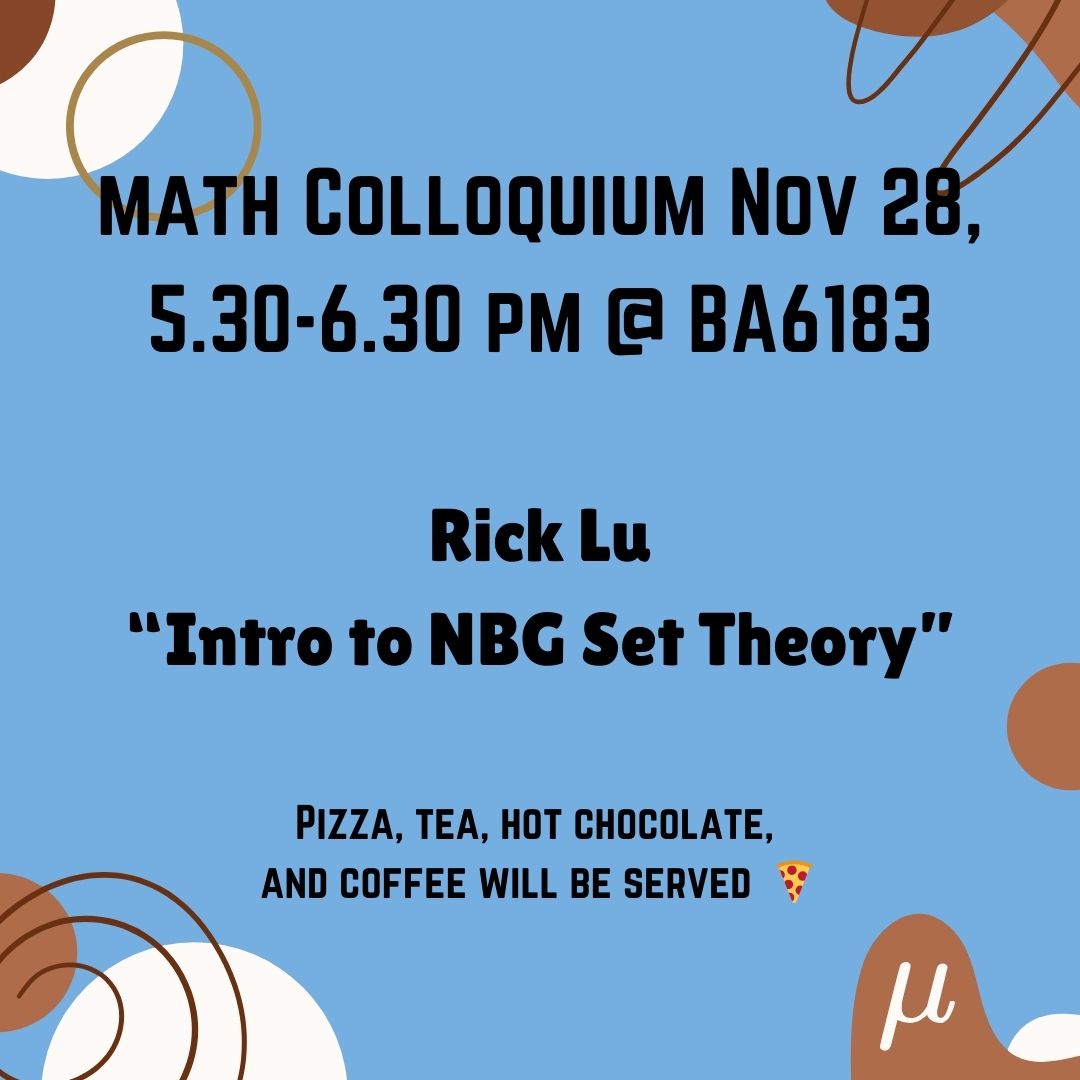 MATH COLLOQUIUM NOV 28,
5.30-6.30 PM @ BA6183
Rick Lu
“Intro to NBG Set Theory”
PIZZA, TEA, HOT CHOCOLATE,
AND COFFEE WILL BE SERVED 🍕
μ